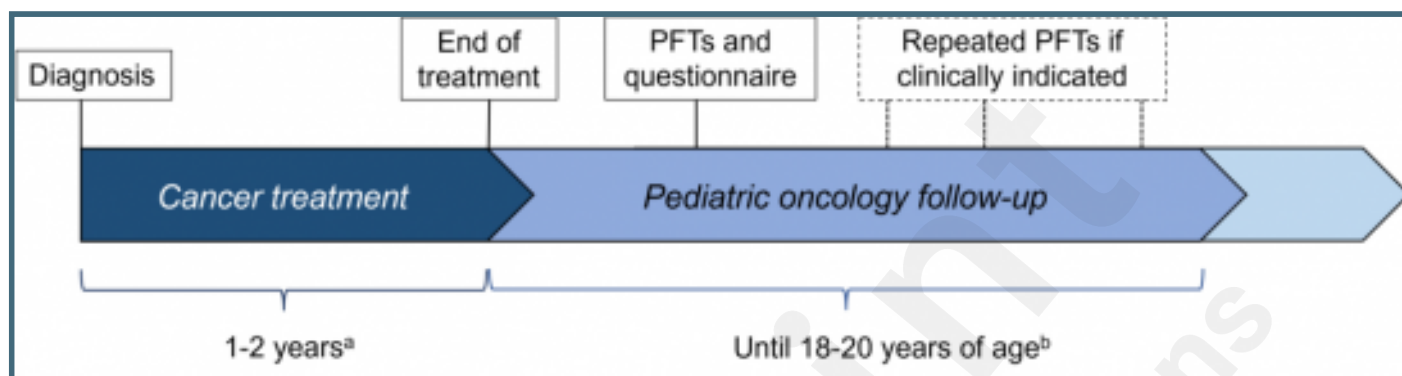 Diagnosis
End of
treatment
PFTs and
questionnaire
Repeated PFTs if
clinically indicated
Cancer treatment
Pediatric oncology follow-up
1-2 yearsᵃ
Until 18-20 years of ageᵇ